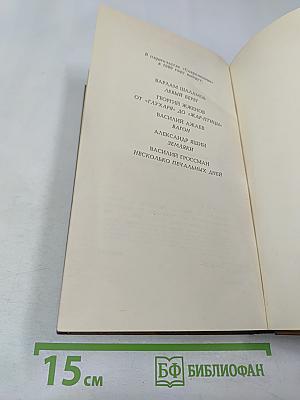 В издательстве «Современник»
в 1989 году выйдут:
ВАРЛАМ ШАЛАМОВ
ЛЕВЫЙ БЕРЕГ
ГЕОРГИЙ ЖЖЕНОВ
ОТ «ГЛУХАРЯ» ДО «ЖАР-ПТИЦЫ»
ВАСИЛИЙ АЖАЕВ
ВАГОН
АЛЕКСАНДР ЯШИН
ЗЕМЛЯКИ
ВАСИЛИЙ ГРОССМАН
НЕСКОЛЬКО ПЕЧАЛЬНЫХ ДНЕЙ
15 см
БФ БИБЛИОФАН